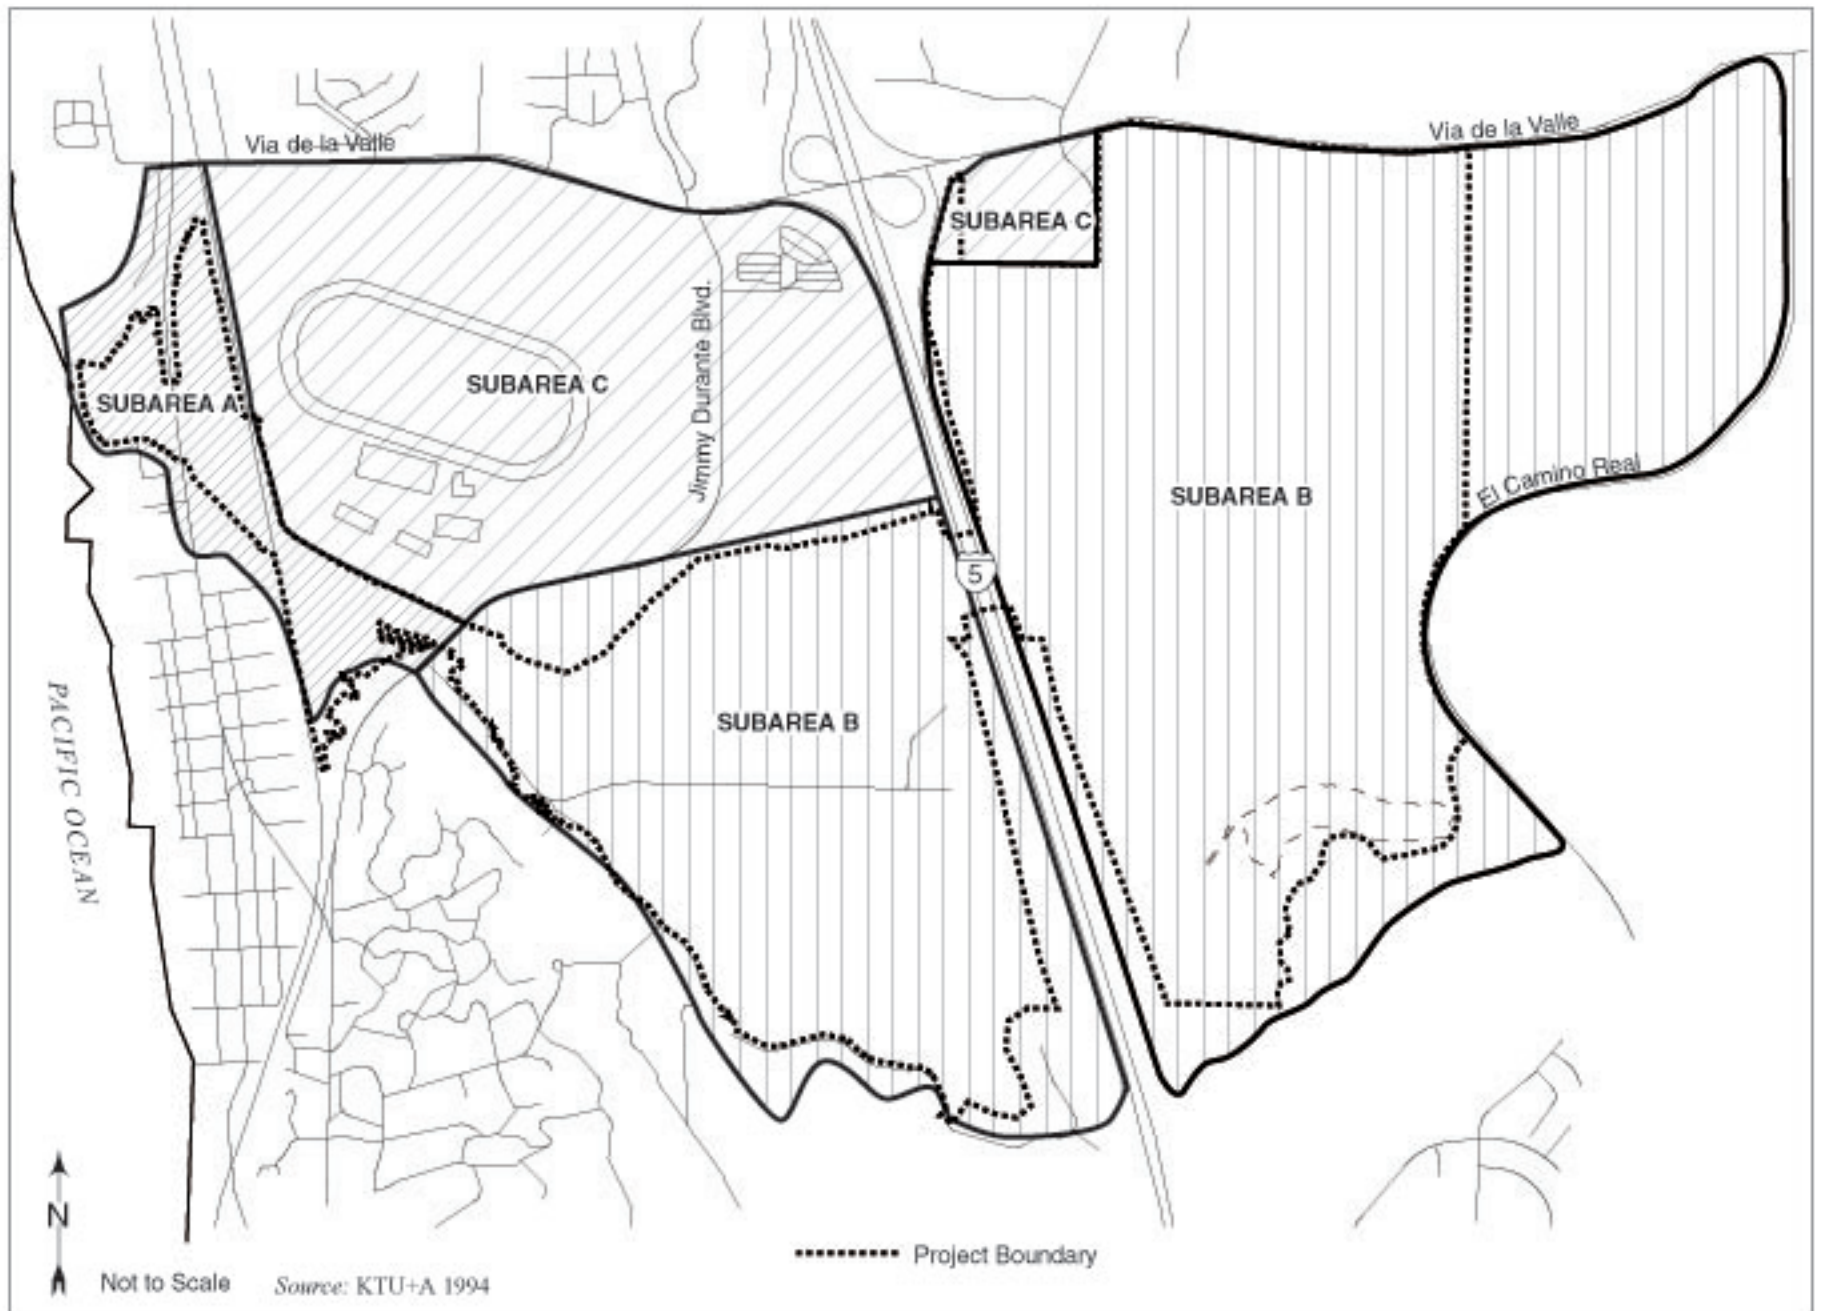 Via de la Valle
Via de la Valle
SUBAREA C
SUBAREA C
SUBAREA A
Jimmy Durante Blvd.
El Camino Real
SUBAREA B
5
SUBAREA B
PACIFIC OCEAN
N
Project Boundary
Not to Scale
Source: KTU+A 1994